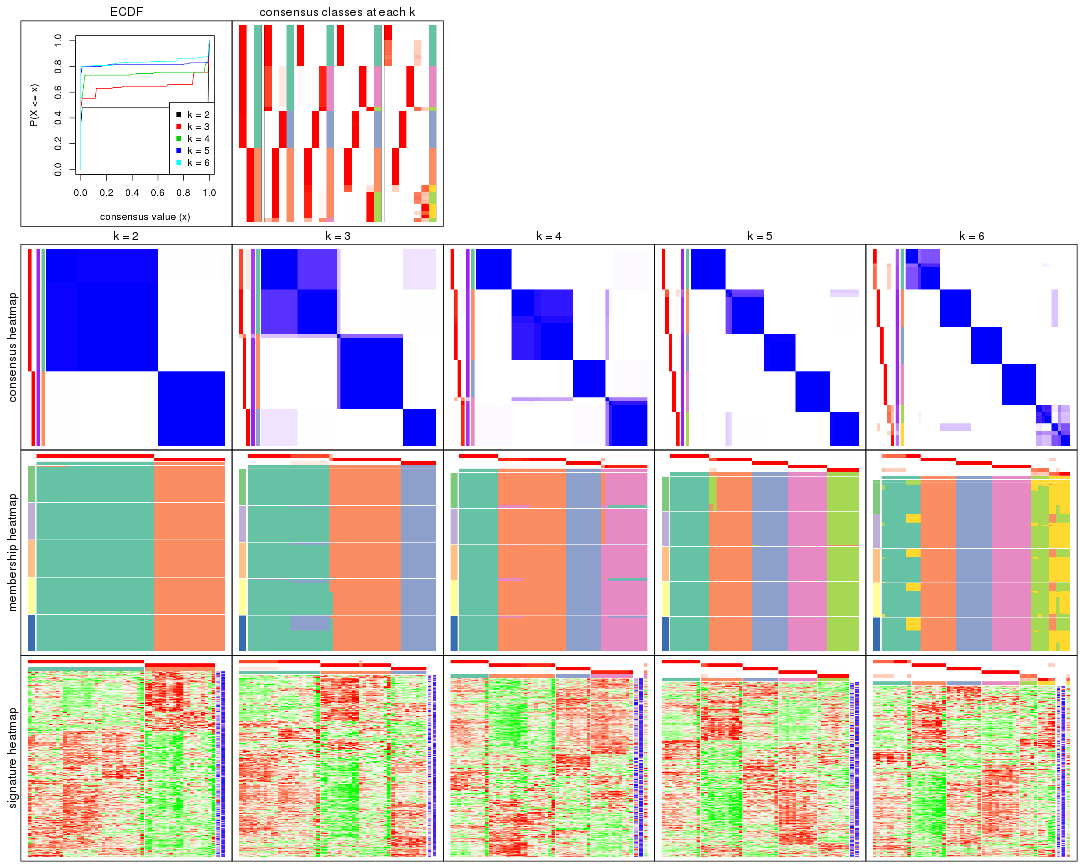 ECDF
consensus classes at each k
P(X <= x)
1.0
0.8
0.6
0.4
0.2
0.0
k = 2
k = 3
k = 4
k = 5
k = 6
0.0 0.2 0.4 0.6 0.8 1.0
consensus value (x)
k = 2
k = 3
k = 4
k = 5
k = 6
consensus heatmap
membership heatmap
signature heatmap